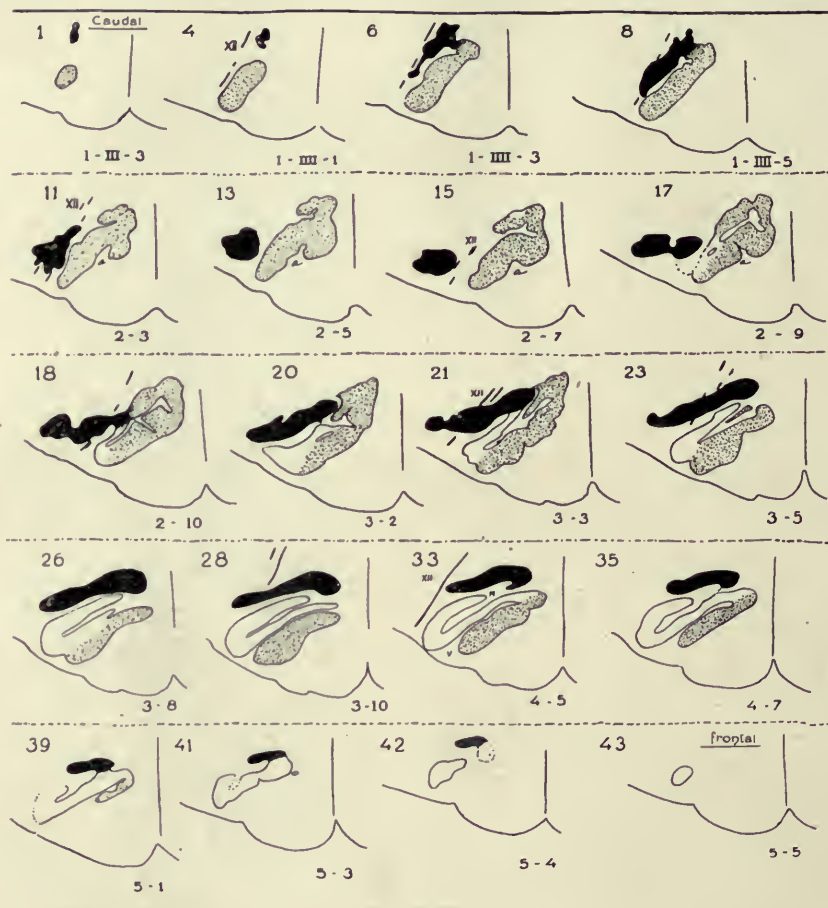 Caudal
1 4 6 8
XII
1-III-3 1-IIII-1 1-IIII-3 1-IIII-5
11 13 15 17
XII XII
a a a
2-3 2-5 2-7 2-9
18 20 21 23
XII
2-10 3-2 3-3 3-5
26 28 33 35
XII
V
3-8 3-10 4-5 4-7
39 41 42 43
frontal
5-1 5-3 5-4 5-5